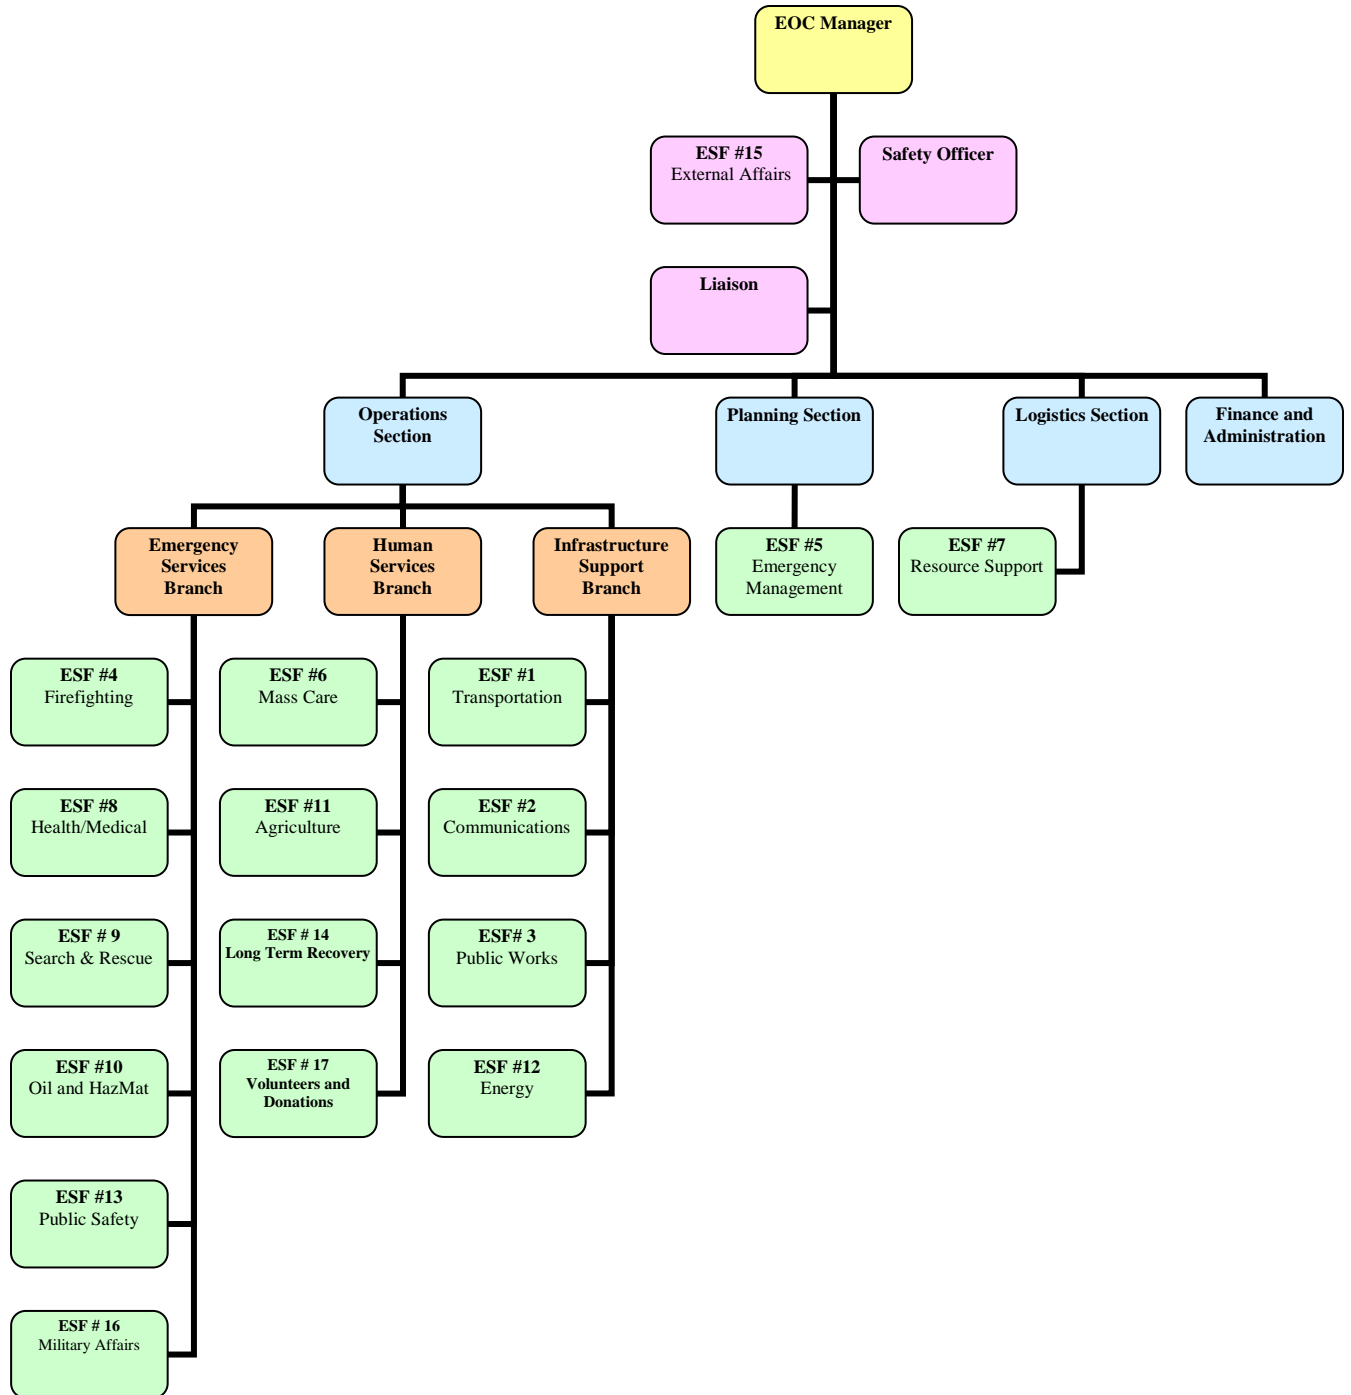 EOC Manager
ESF #15
External Affairs
Safety Officer
Liaison
Operations
Section
Planning Section
Logistics Section
Finance and
Administration
Emergency
Services
Branch
Human
Services
Branch
Infrastructure
Support
Branch
ESF #5
Emergency
Management
ESF #7
Resource Support
ESF #4
Firefighting
ESF #6
Mass Care
ESF #1
Transportation
ESF #8
Health/Medical
ESF #11
Agriculture
ESF #2
Communications
ESF # 9
Search & Rescue
ESF # 14
Long Term Recovery
ESF# 3
Public Works
ESF #10
Oil and HazMat
ESF # 17
Volunteers and
Donations
ESF #12
Energy
ESF #13
Public Safety
ESF # 16
Military Affairs